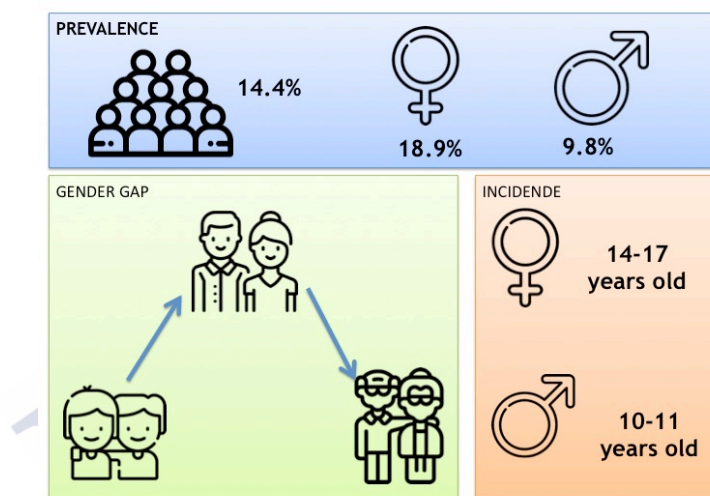 PREVALENCE
14.4%
18.9%
9.8%
GENDER GAP
INCIDENDE
14-17
years old
10-11
years old